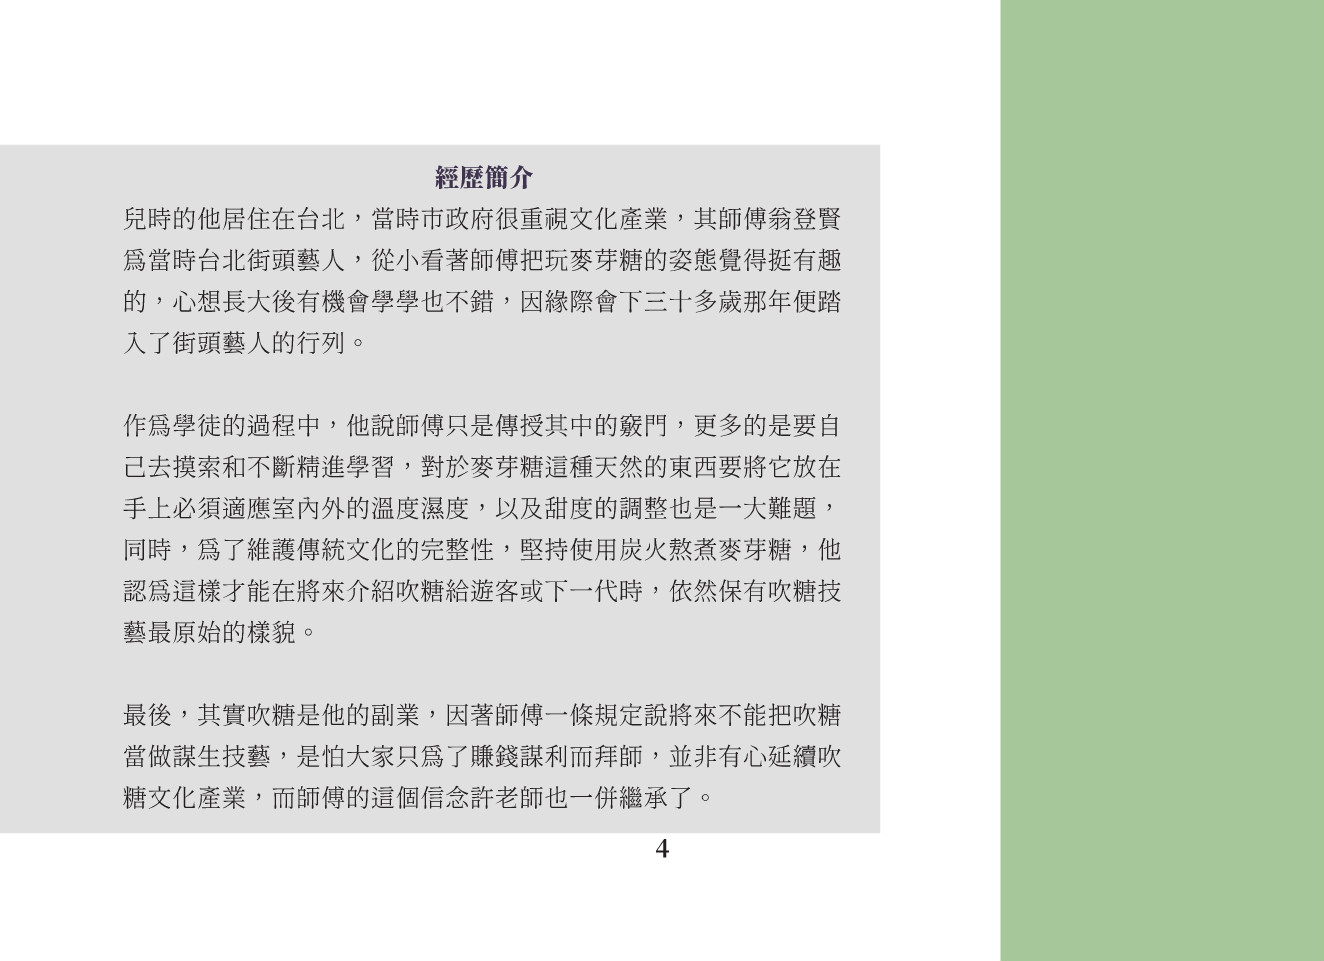 經歷簡介
兒時的他居住在台北，當時市政府很重視文化產業，其師傅翁登賢
爲當時台北街頭藝人，從小看著師傅把玩麥芽糖的姿態覺得挺有趣
的，心想長大後有機會學學也不錯，因緣際會下三十多歲那年便踏
入了街頭藝人的行列。
作爲學徒的過程中，他說師傅只是傳授其中的竅門，更多的是要自
己去摸索和不斷精進學習，對於麥芽糖這種天然的東西要將它放在
手上必須適應室內外的溫度濕度，以及甜度的調整也是一大難題，
同時，爲了維護傳統文化的完整性，堅持使用炭火熬煮麥芽糖，他
認爲這樣才能在將來介紹吹糖給遊客或下一代時，依然保有吹糖技
藝最原始的樣貌。
最後，其實吹糖是他的副業，因著師傅一條規定說將來不能把吹糖
當做謀生技藝，是怕大家只爲了賺錢謀利而拜師，並非有心延續吹
糖文化產業，而師傅的這個信念許老師也一併繼承了。
4